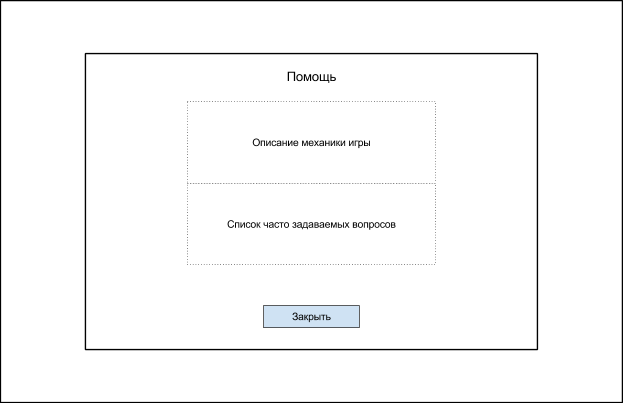 Помощь
Описание механики игры
Список часто задаваемых вопросов
Закрыть